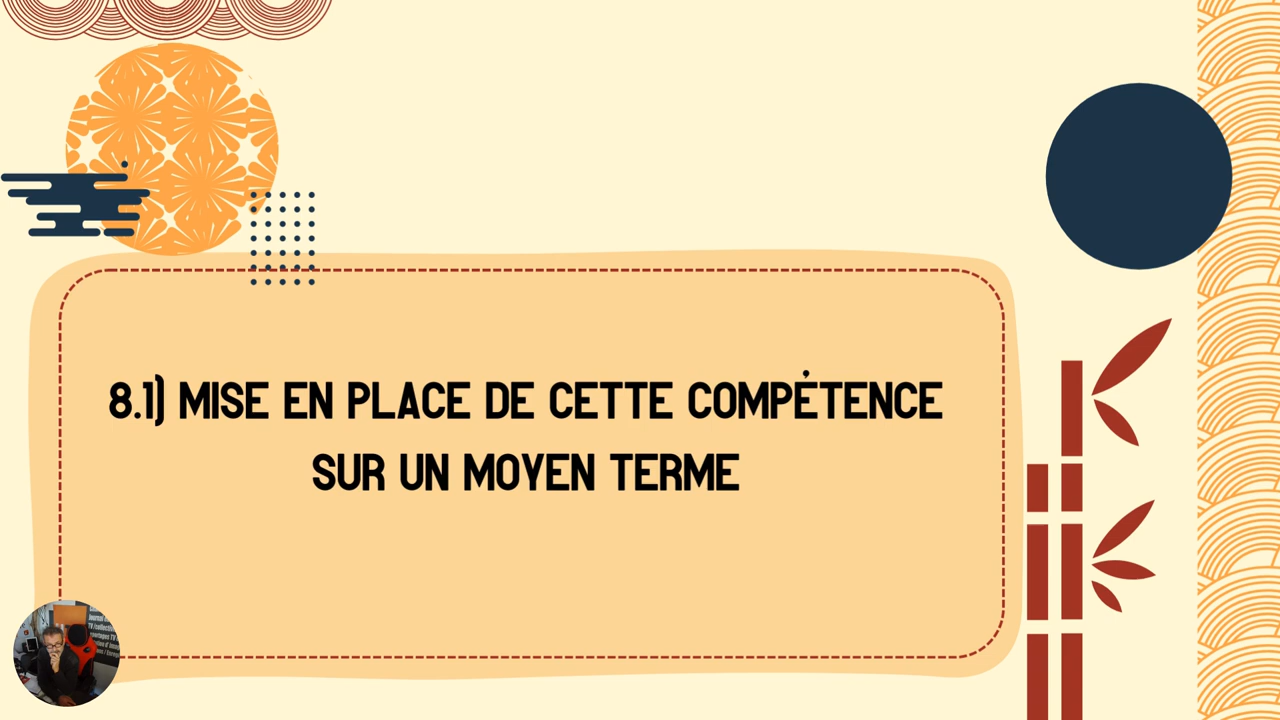 8.1) MISE EN PLACE DE CETTE COMPÉTENCE
SUR UN MOYEN TERME